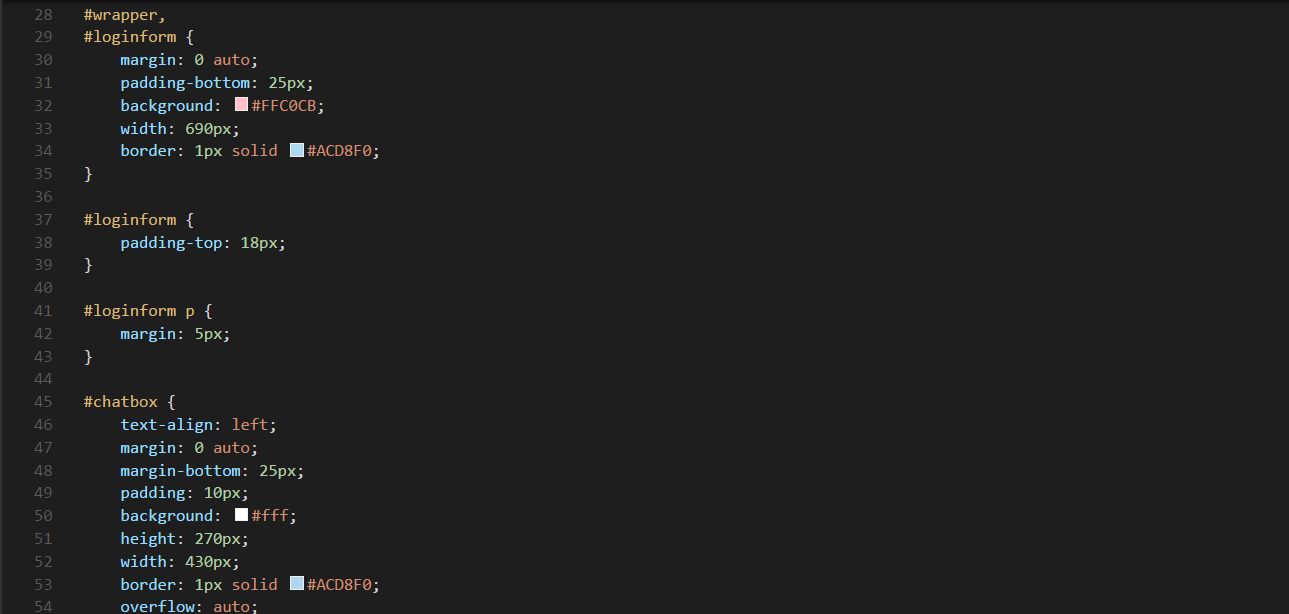 28 #wrapper,
29 #loginform {
30     margin: 0 auto;
31     padding-bottom: 25px;
32     background: #FFC0CB;
33     width: 690px;
34     border: 1px solid #ACD8F0;
35 }
36
37 #loginform {
38     padding-top: 18px;
39 }
40
41 #loginform p {
42     margin: 5px;
43 }
44
45 #chatbox {
46     text-align: left;
47     margin: 0 auto;
48     margin-bottom: 25px;
49     padding: 10px;
50     background: #fff;
51     height: 270px;
52     width: 430px;
53     border: 1px solid #ACD8F0;
54     overflow: auto;